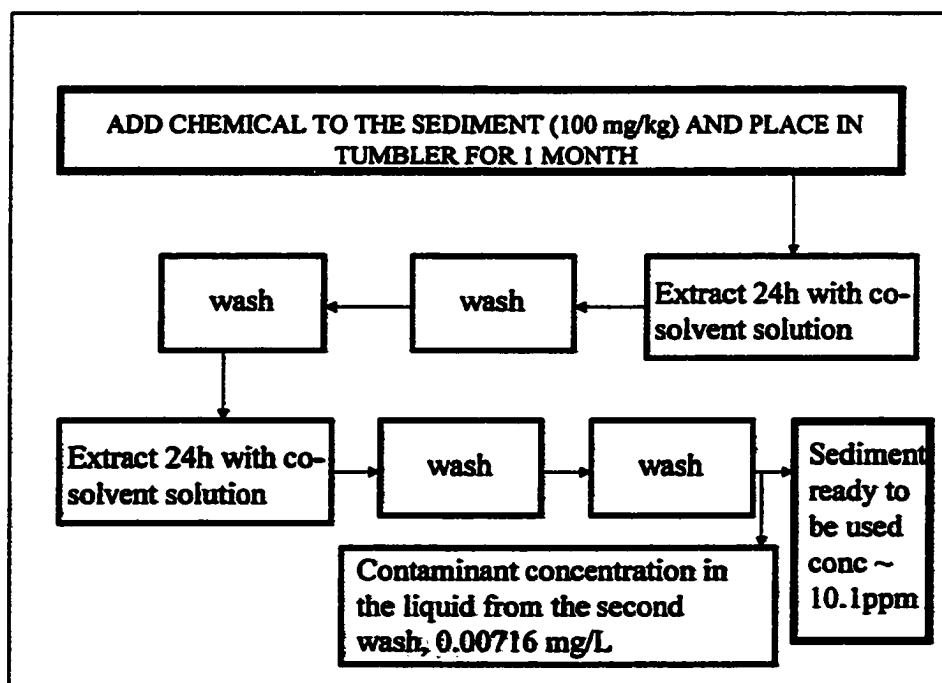 ADD CHEMICAL TO THE SEDIMENT (100 mg/kg) AND PLACE IN
TUMBLER FOR 1 MONTH
Extract 24h with co-
solvent solution
wash
wash
Extract 24h with co-
solvent solution
wash
wash
Sediment
ready to
be used
conc ~
10.1ppm
Contaminant concentration in
the liquid from the second
wash, 0.00716 mg/L